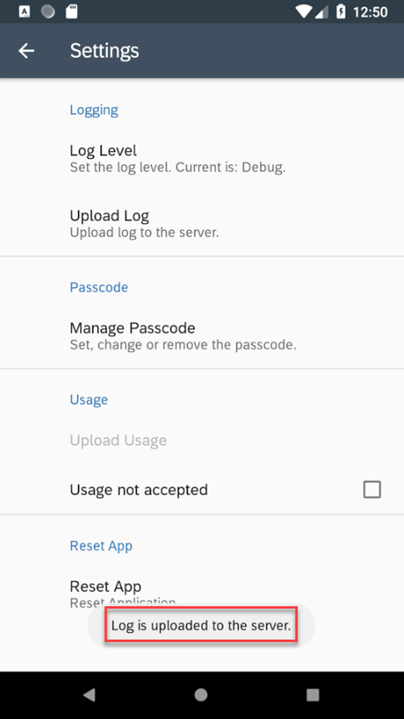 12:50
Settings
Logging
Log Level
Set the log level. Current is: Debug.
Upload Log
Upload log to the server.
Passcode
Manage Passcode
Set, change or remove the passcode.
Usage
Upload Usage
Usage not accepted
Reset App
Reset App
Reset Application.
Log is uploaded to the server.